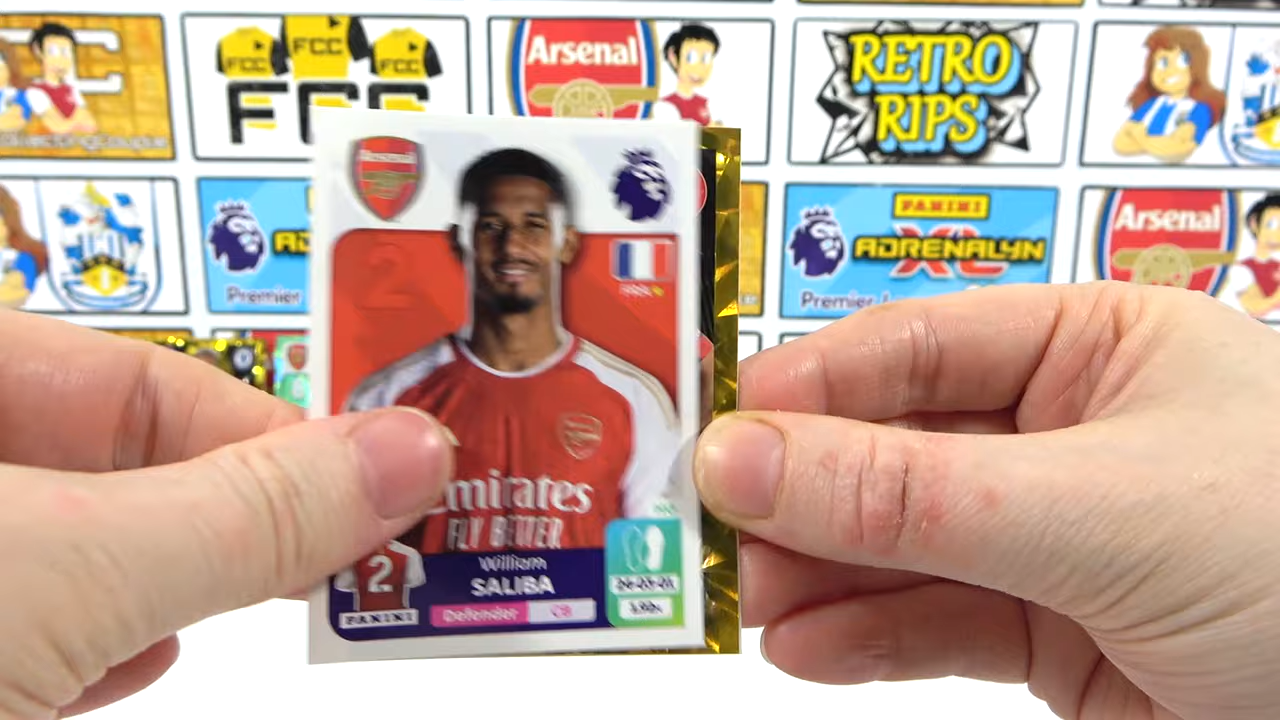 FCC
FCC
FCC
FCC
Arsenal
RETRO
RIPS
PANINI
ADRENALYN
XL
Premier
Premier
Arsenal
Arsenal
2
Emirates
FLY BETTER
2
PANINI
William
SALIBA
Defender
CB